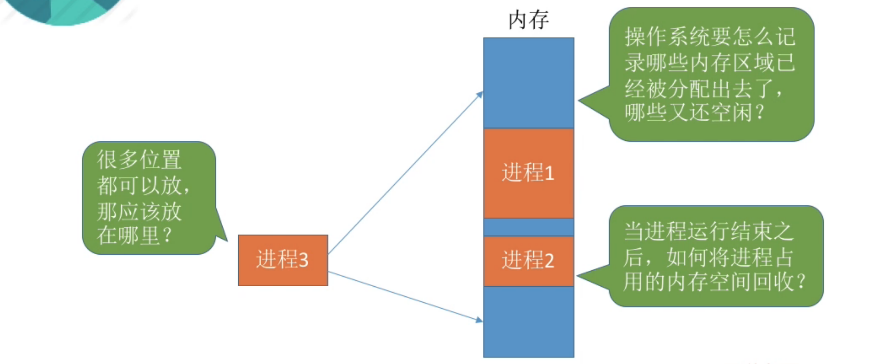 内存
操作系统要怎么记
录哪些内存区域已
经被分配出去了，
哪些又还空闲？
很多位置
都可以放，
那应该放
在哪里？
进程1
进程3
进程2
当进程运行结束之
后，如何将进程占
用的内存空间回收？